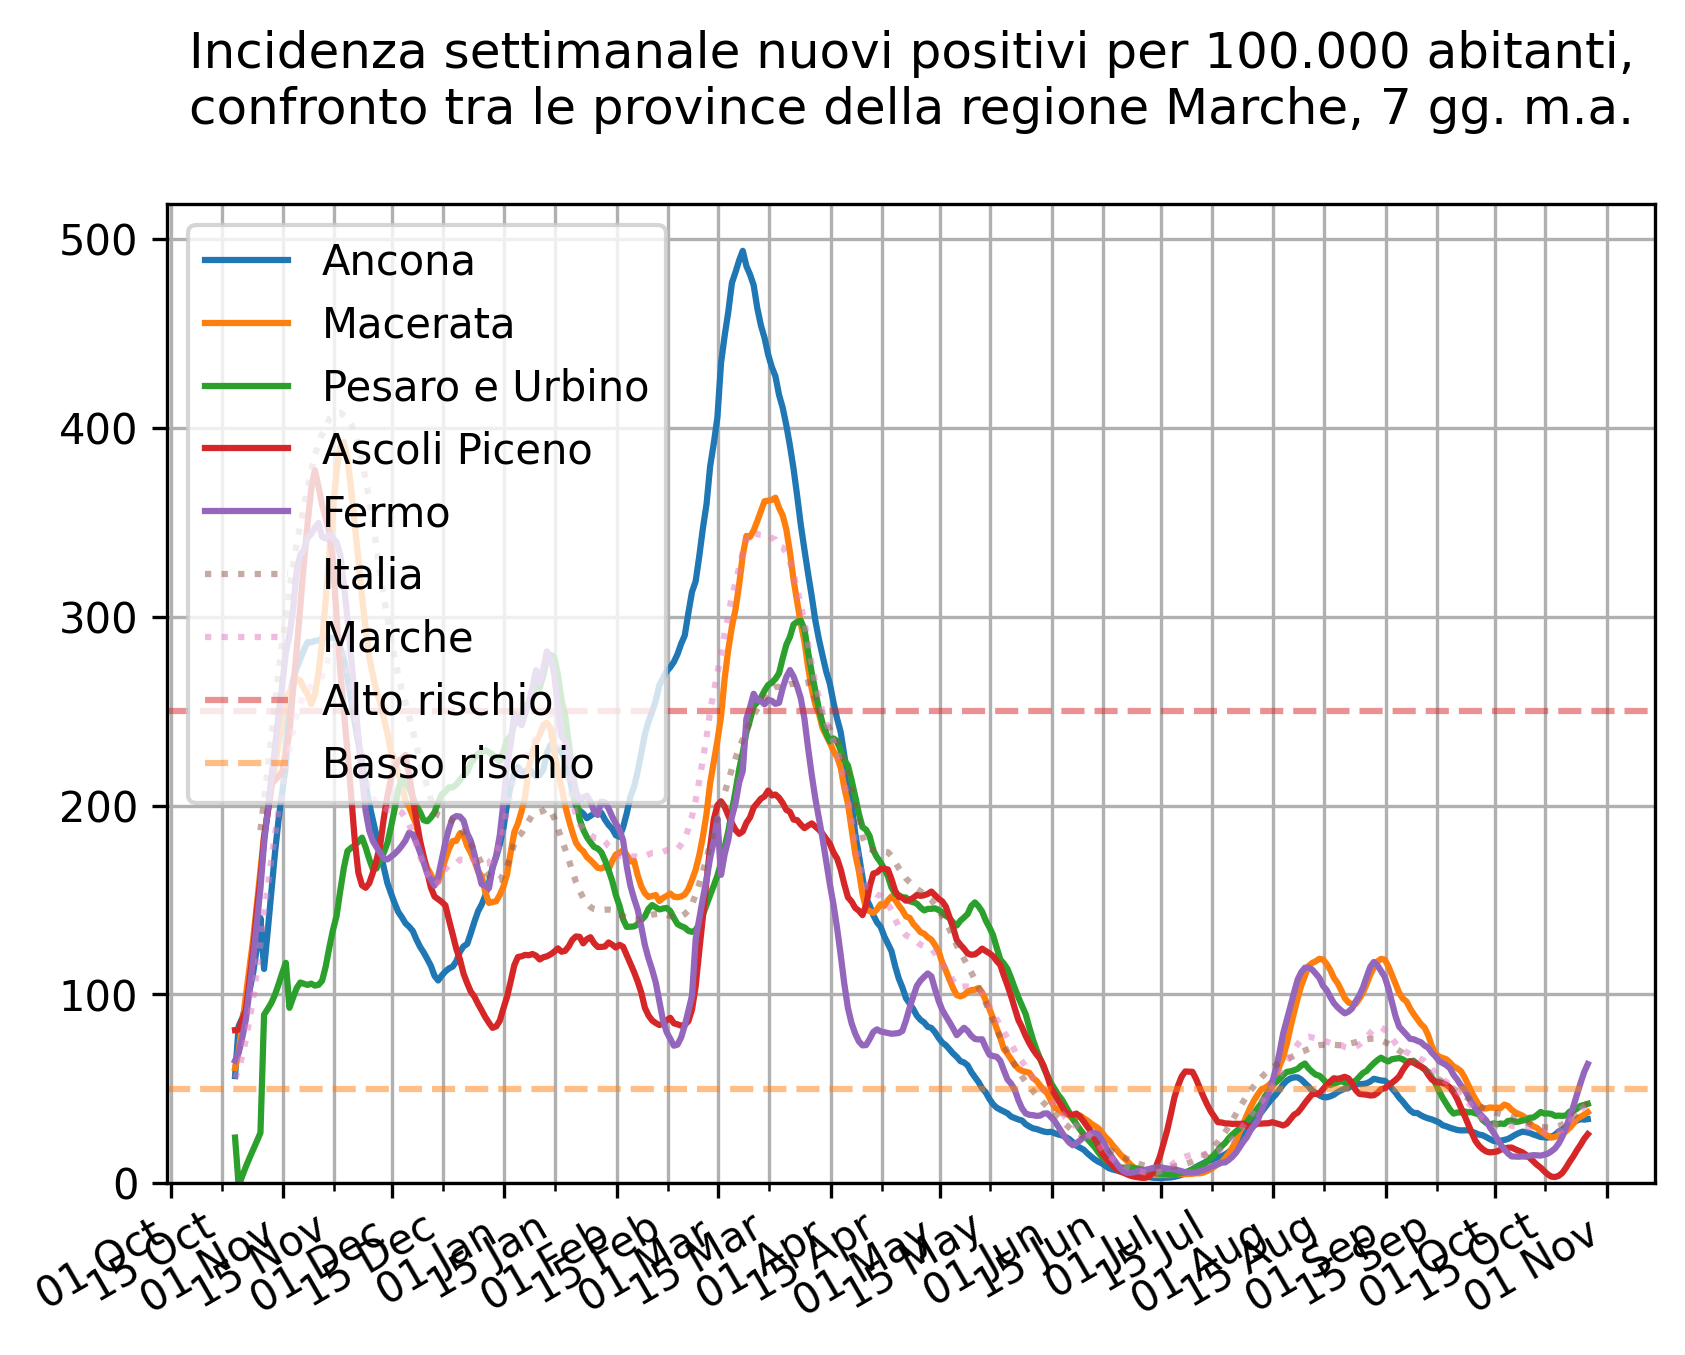 Incidenza settimanale nuovi positivi per 100.000 abitanti,
confronto tra le province della regione Marche, 7 gg. m.a.
500
400
300
200
100
0
Ancona
Macerata
Pesaro e Urbino
Ascoli Piceno
Fermo
Italia
Marche
Alto rischio
Basso rischio
01 Oct
15 Oct
01 Nov
15 Nov
01 Dec
15 Dec
01 Jan
15 Jan
01 Feb
15 Feb
01 Mar
15 Mar
01 Apr
15 Apr
01 May
15 May
01 Jun
15 Jun
01 Jul
15 Jul
01 Aug
15 Aug
01 Sep
15 Sep
01 Oct
15 Oct
01 Nov